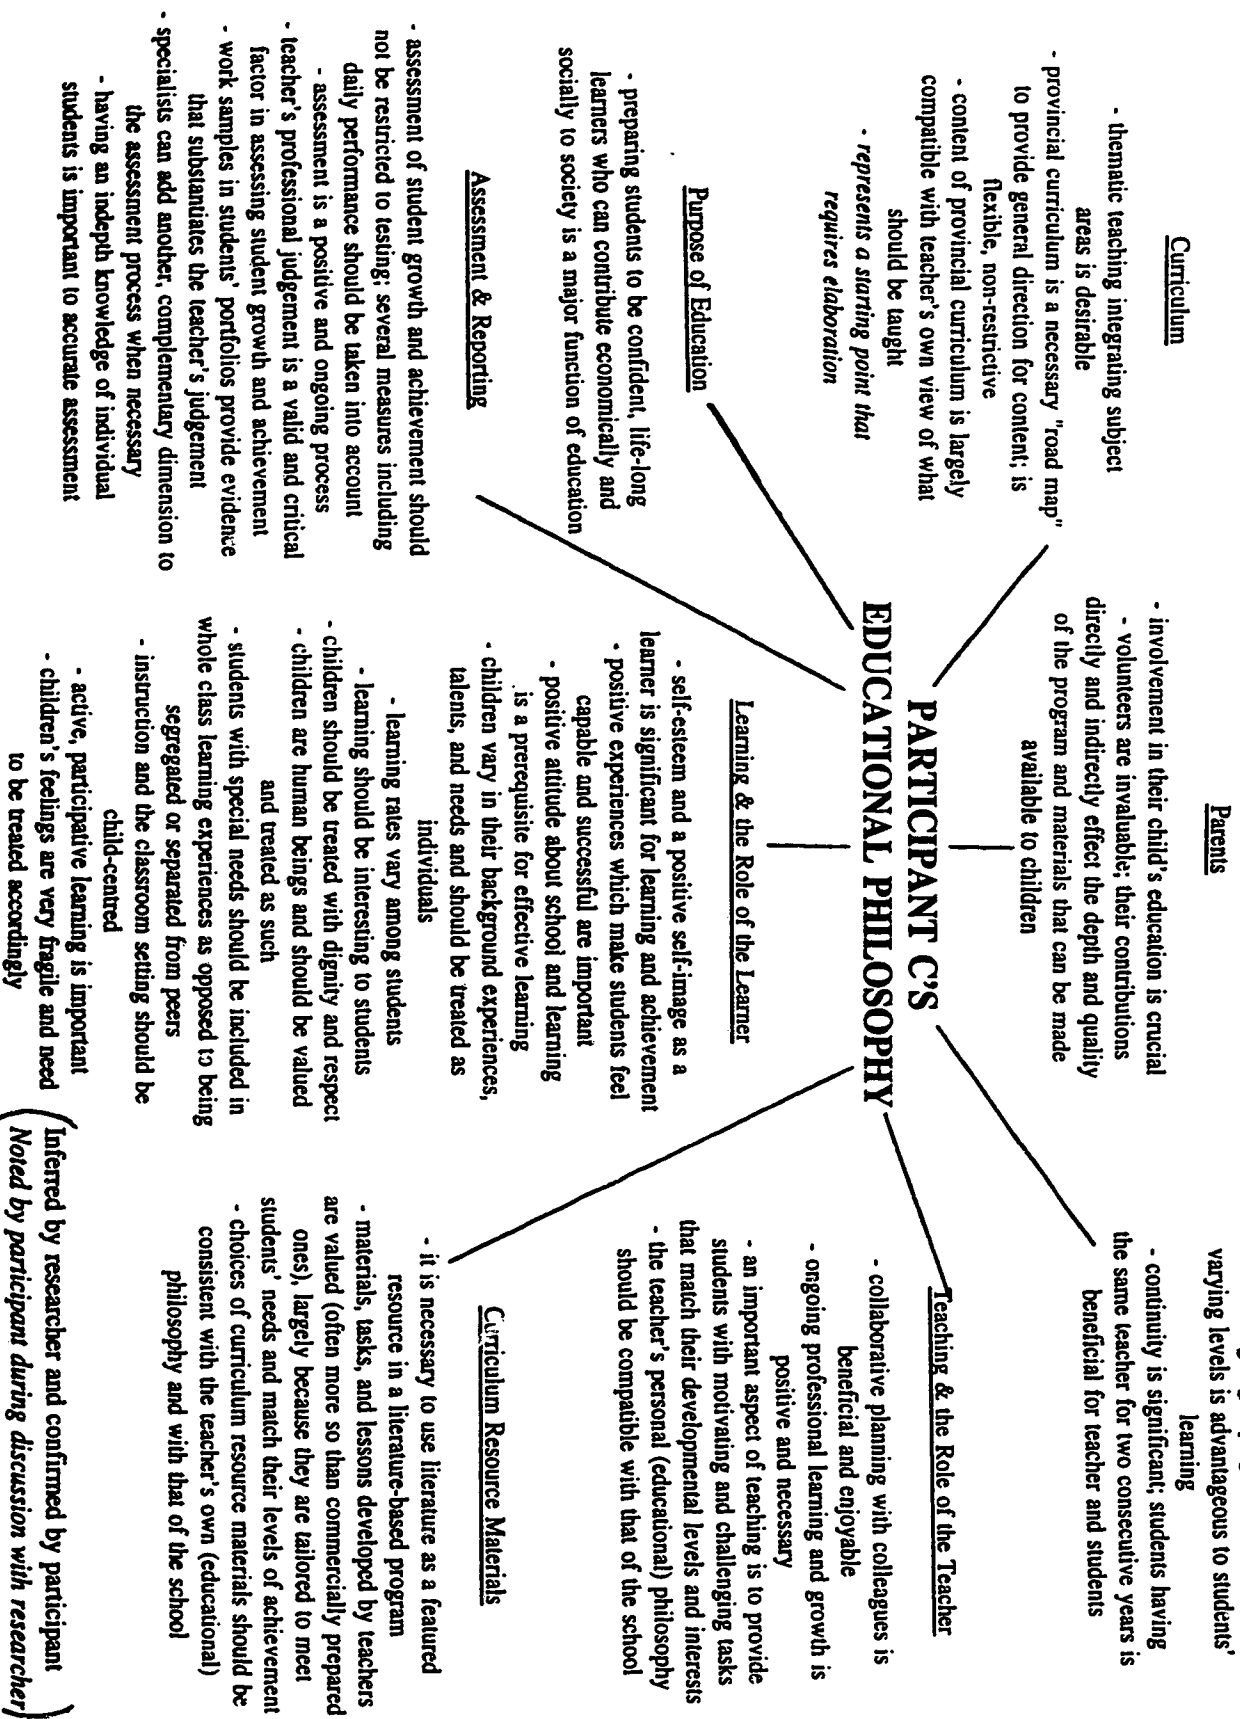 Curriculum
- thematic teaching integrating subject
areas is desirable
- provincial curriculum is a necessary "road map"
to provide general direction for content; is
flexible, non-restrictive
- content of provincial curriculum is largely
compatible with teacher's own view of what
should be taught
- represents a starting point that
requires elaboration
Parents
- involvement in their child's education is crucial
- volunteers are invaluable; their contributions
directly and indirectly effect the depth and quality
of the program and materials that can be made
available to children
varying levels is advantageous to students'
learning
- continuity is significant; students having
the same teacher for two consecutive years is
beneficial for teacher and students
PARTICIPANT C'S
EDUCATIONAL PHILOSOPHY
Purpose of Education
- preparing students to be confident, life-long
learners who can contribute economically and
socially to society is a major function of education
Teaching & the Role of the Teacher
- collaborative planning with colleagues is
beneficial and enjoyable
- ongoing professional learning and growth is
positive and necessary
- an important aspect of teaching is to provide
students with motivating and challenging tasks
that match their developmental levels and interests
- the teacher's personal (educational) philosophy
should be compatible with that of the school
Assessment & Reporting
- assessment of student growth and achievement should
not be restricted to testing; several measures including
daily performance should be taken into account
- assessment is a positive and ongoing process
- teacher's professional judgement is a valid and critical
factor in assessing student growth and achievement
- work samples in students' portfolios provide evidence
that substantiates the teacher's judgement
- specialists can add another, complementary dimension to
the assessment process when necessary
- having an indepth knowledge of individual
students is important to accurate assessment
Learning & the Role of the Learner
- self-esteem and a positive self-image as a
learner is significant for learning and achievement
- positive experiences which make students feel
capable and successful are important
- positive attitude about school and learning
is a prerequisite for effective learning
- children vary in their background experiences,
talents, and needs and should be treated as
individuals
- learning rates vary among students
- learning should be interesting to students
- children should be treated with dignity and respect
- children are human beings and should be valued
and treated as such
- students with special needs should be included in
whole class learning experiences as opposed to being
segregated or separated from peers
- instruction and the classroom setting should be
child-centred
- active, participative learning is important
- children's feelings are very fragile and need
to be treated accordingly
Curriculum Resource Materials
- it is necessary to use literature as a featured
resource in a literature-based program
- materials, tasks, and lessons developed by teachers
are valued (often more so than commercially prepared
ones), largely because they are tailored to meet
students' needs and match their levels of achievement
- choices of curriculum resource materials should be
consistent with the teacher's own (educational)
philosophy and with that of the school
(Inferred by researcher and confirmed by participant
Noted by participant during discussion with researcher)